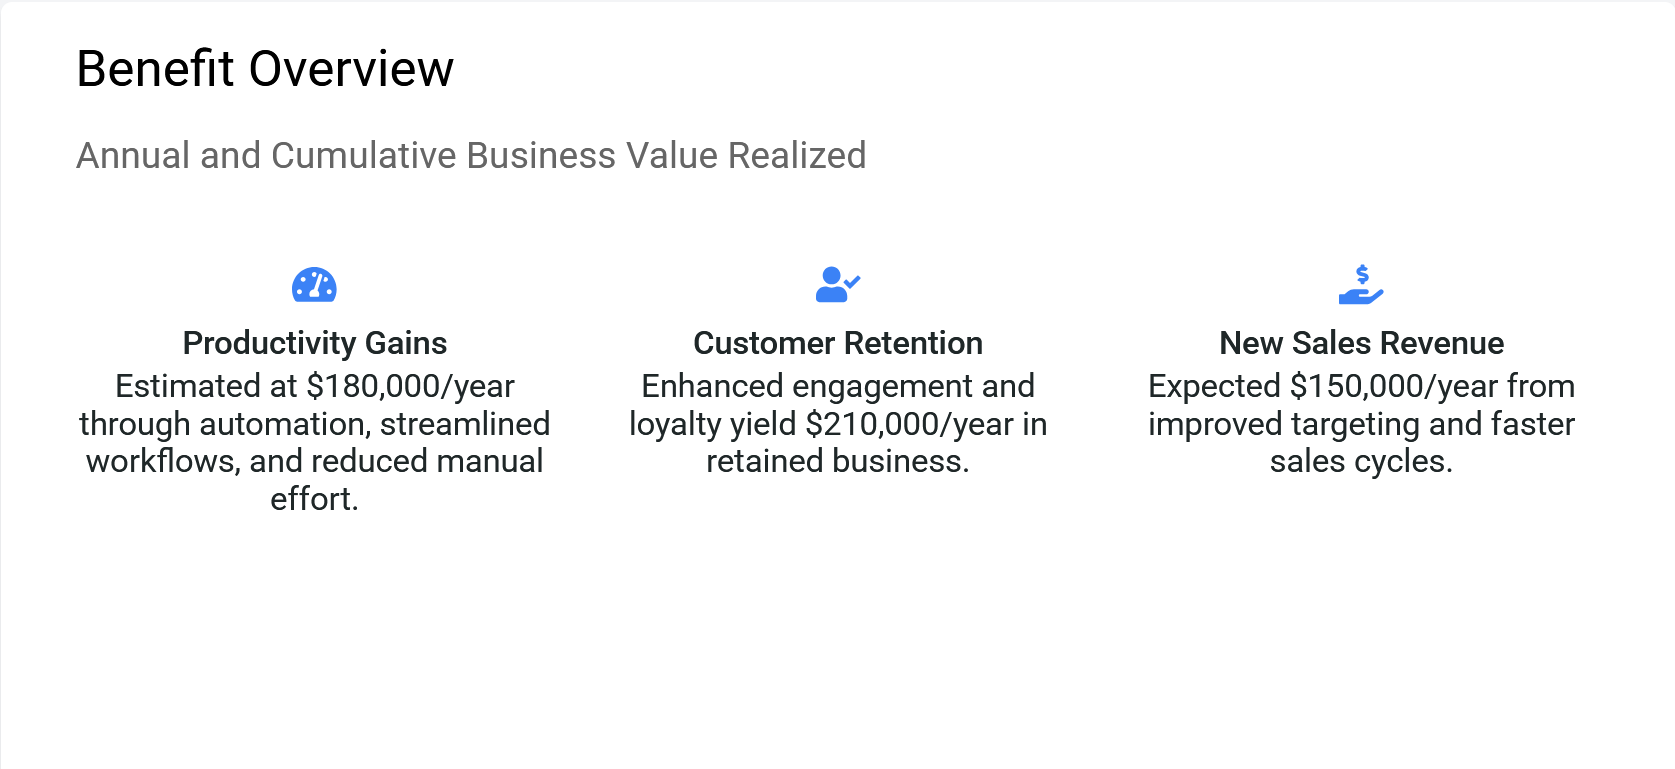 Benefit Overview
Annual and Cumulative Business Value Realized
Productivity Gains
Estimated at $180,000/year
through automation, streamlined
workflows, and reduced manual
effort.
Customer Retention
Enhanced engagement and
loyalty yield $210,000/year in
retained business.
New Sales Revenue
Expected $150,000/year from
improved targeting and faster
sales cycles.